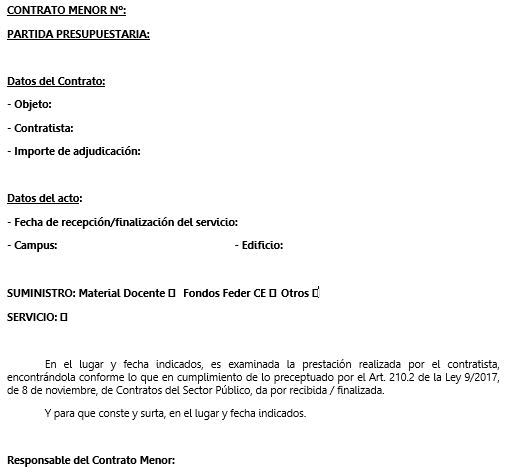 CONTRATO MENOR Nº:
PARTIDA PRESUPUESTARIA:
Datos del Contrato:
- Objeto:
- Contratista:
- Importe de adjudicación:
Datos del acto:
- Fecha de recepción/finalización del servicio:
- Campus: - Edificio:
SUMINISTRO: Material Docente □ Fondos Feder CE □ Otros □
SERVICIO: □
En el lugar y fecha indicados, es examinada la prestación realizada por el contratista,
encontrándola conforme lo que en cumplimiento de lo preceptuado por el Art. 210.2 de la Ley 9/2017,
de 8 de noviembre, de Contratos del Sector Público, da por recibida / finalizada.
Y para que conste y surta, en el lugar y fecha indicados.
Responsable del Contrato Menor: